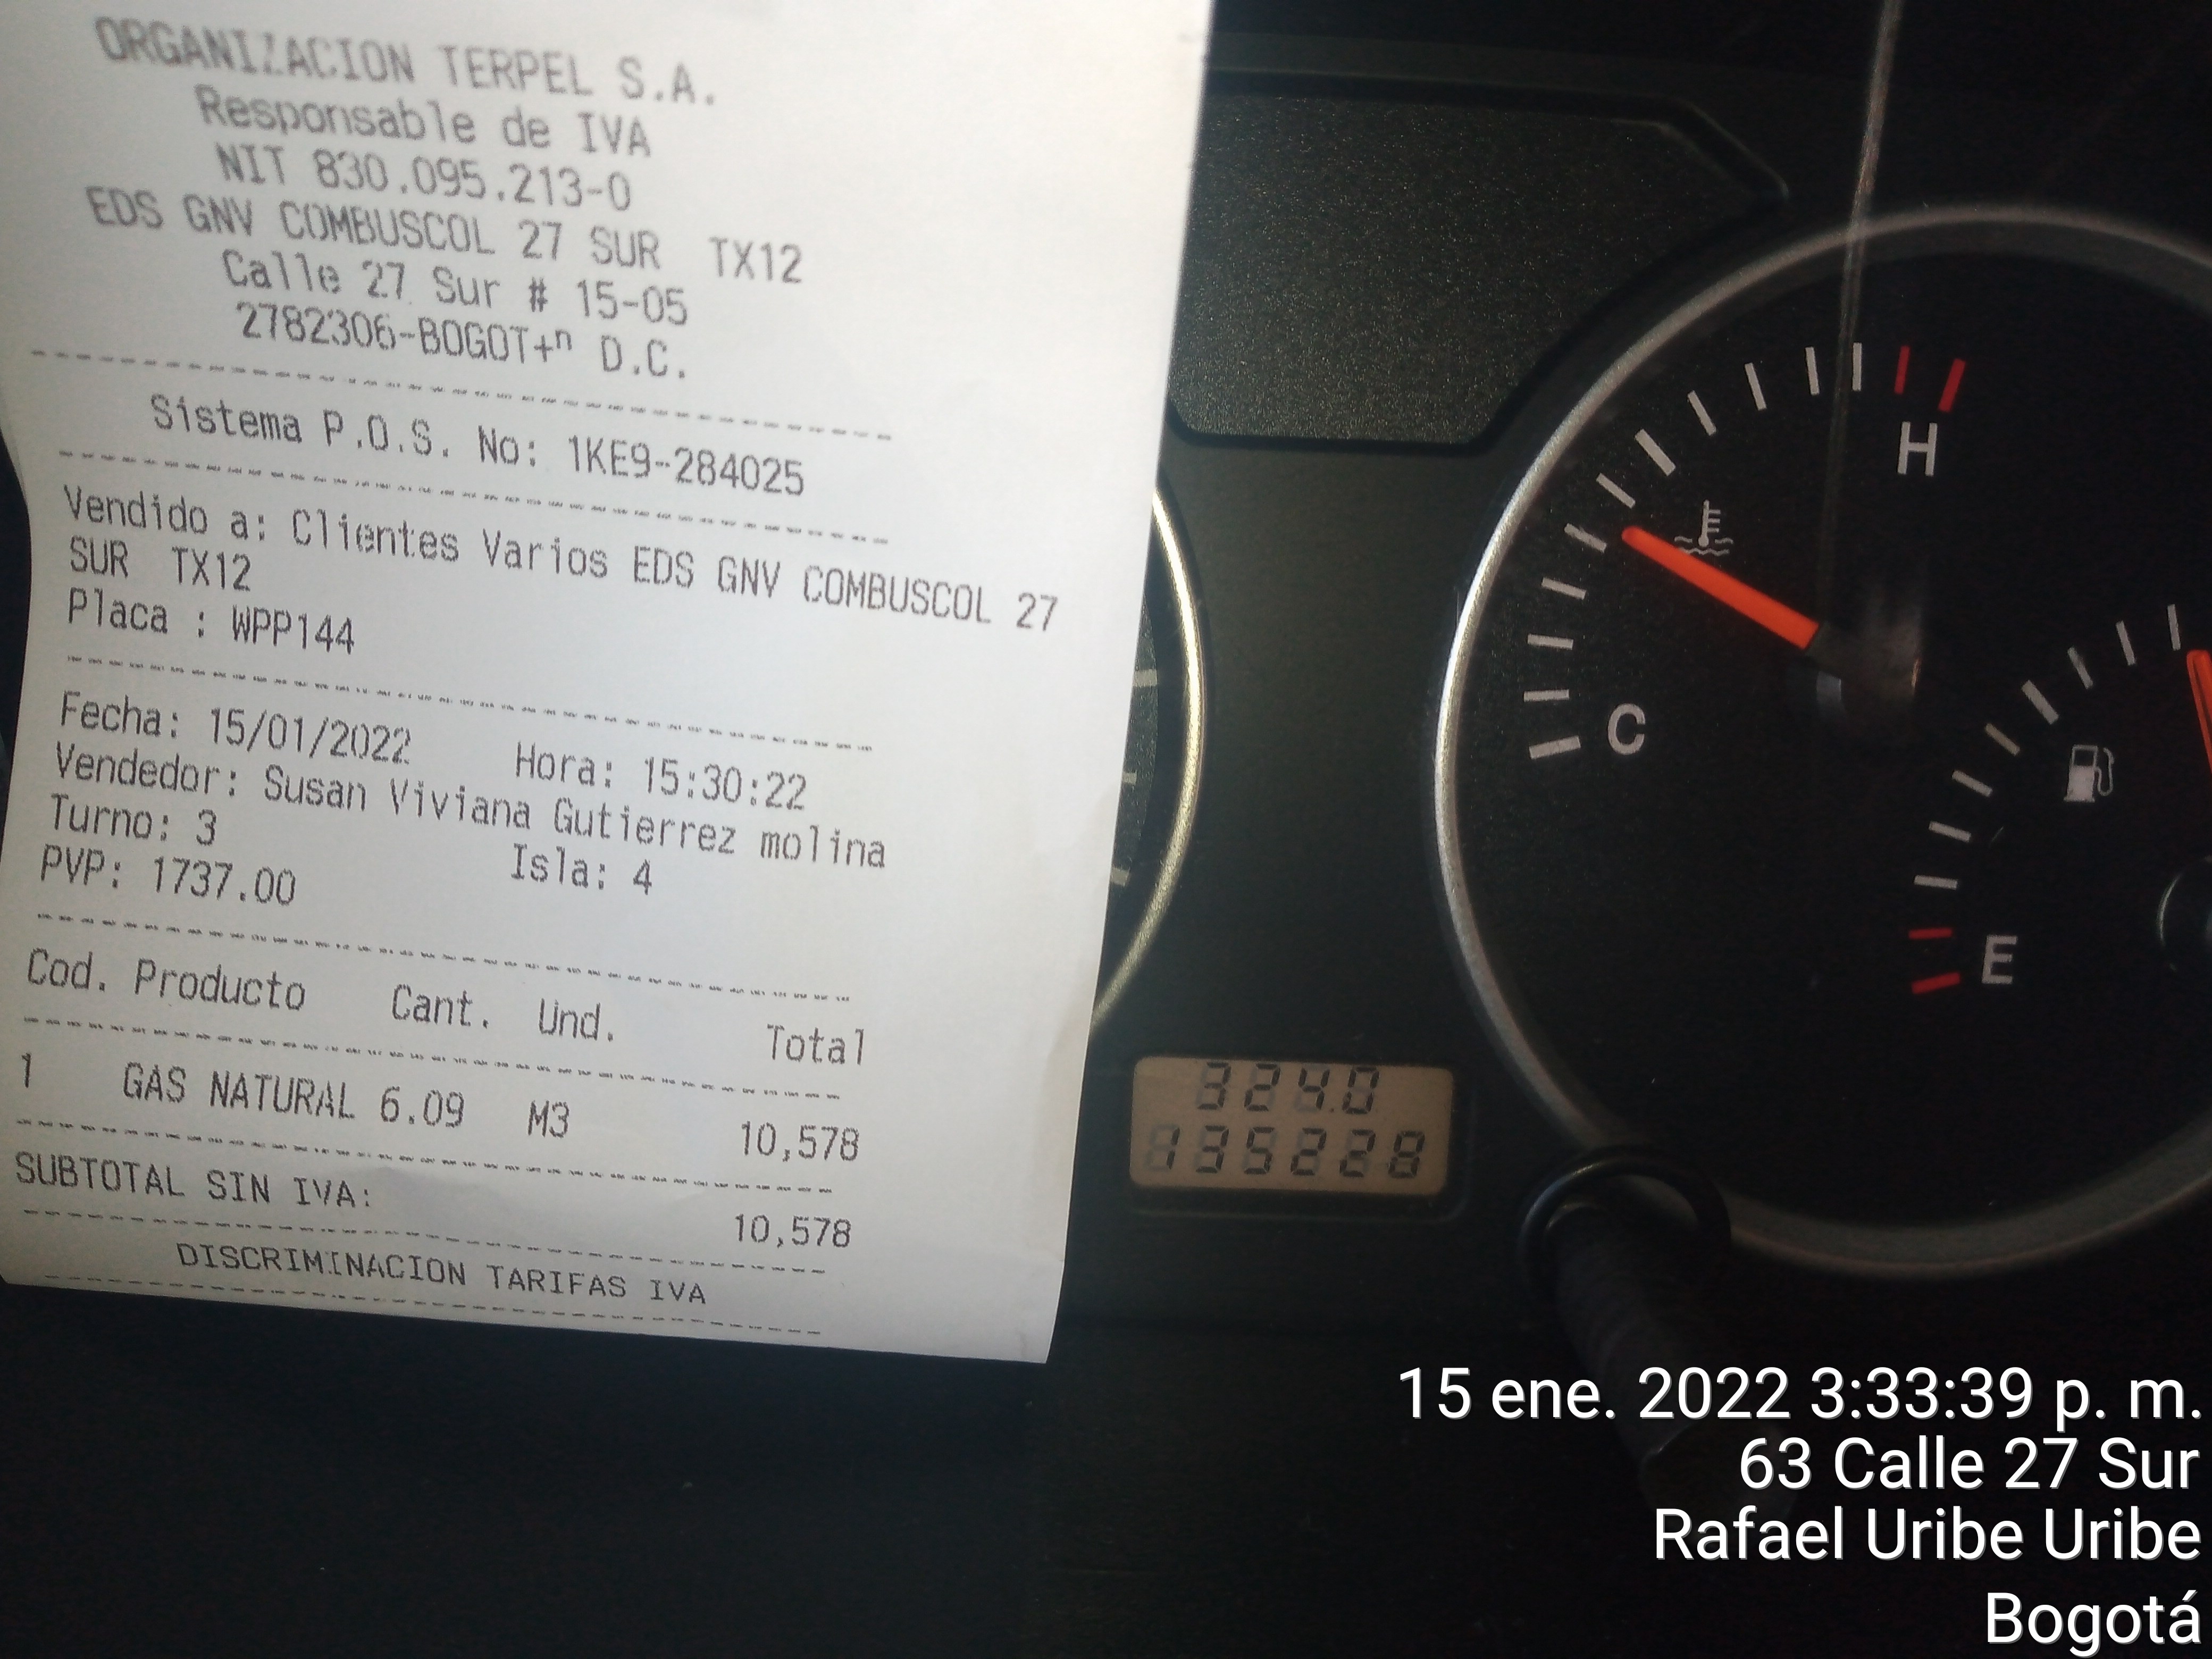 ORGANIZACION TERPEL S.A.
Responsable de IVA
NIT 830.095.213-0
EDS GNV COMBUSCOL 27 SUR TX12
Calle 27 Sur # 15-05
2782306-BOGOT+ⁿ D.C.
Sistema P.O.S. No: 1KE9-284025
Vendido a: Clientes Varios EDS GNV COMBUSCOL 27
SUR TX12
Placa : WPP144
Fecha: 15/01/2022 Hora: 15:30:22
Vendedor: Susan Viviana Gutierrez molina
Turno: 3 Isla: 4
PVP: 1737.00
Cod. Producto Cant. Und. Total
1 GAS NATURAL 6.09 M3 10,578
SUBTOTAL SIN IVA: 10,578
DISCRIMINACION TARIFAS IVA
H
C
E
324.0
135228
15 ene. 2022 3:33:39 p. m.
63 Calle 27 Sur
Rafael Uribe Uribe
Bogotá